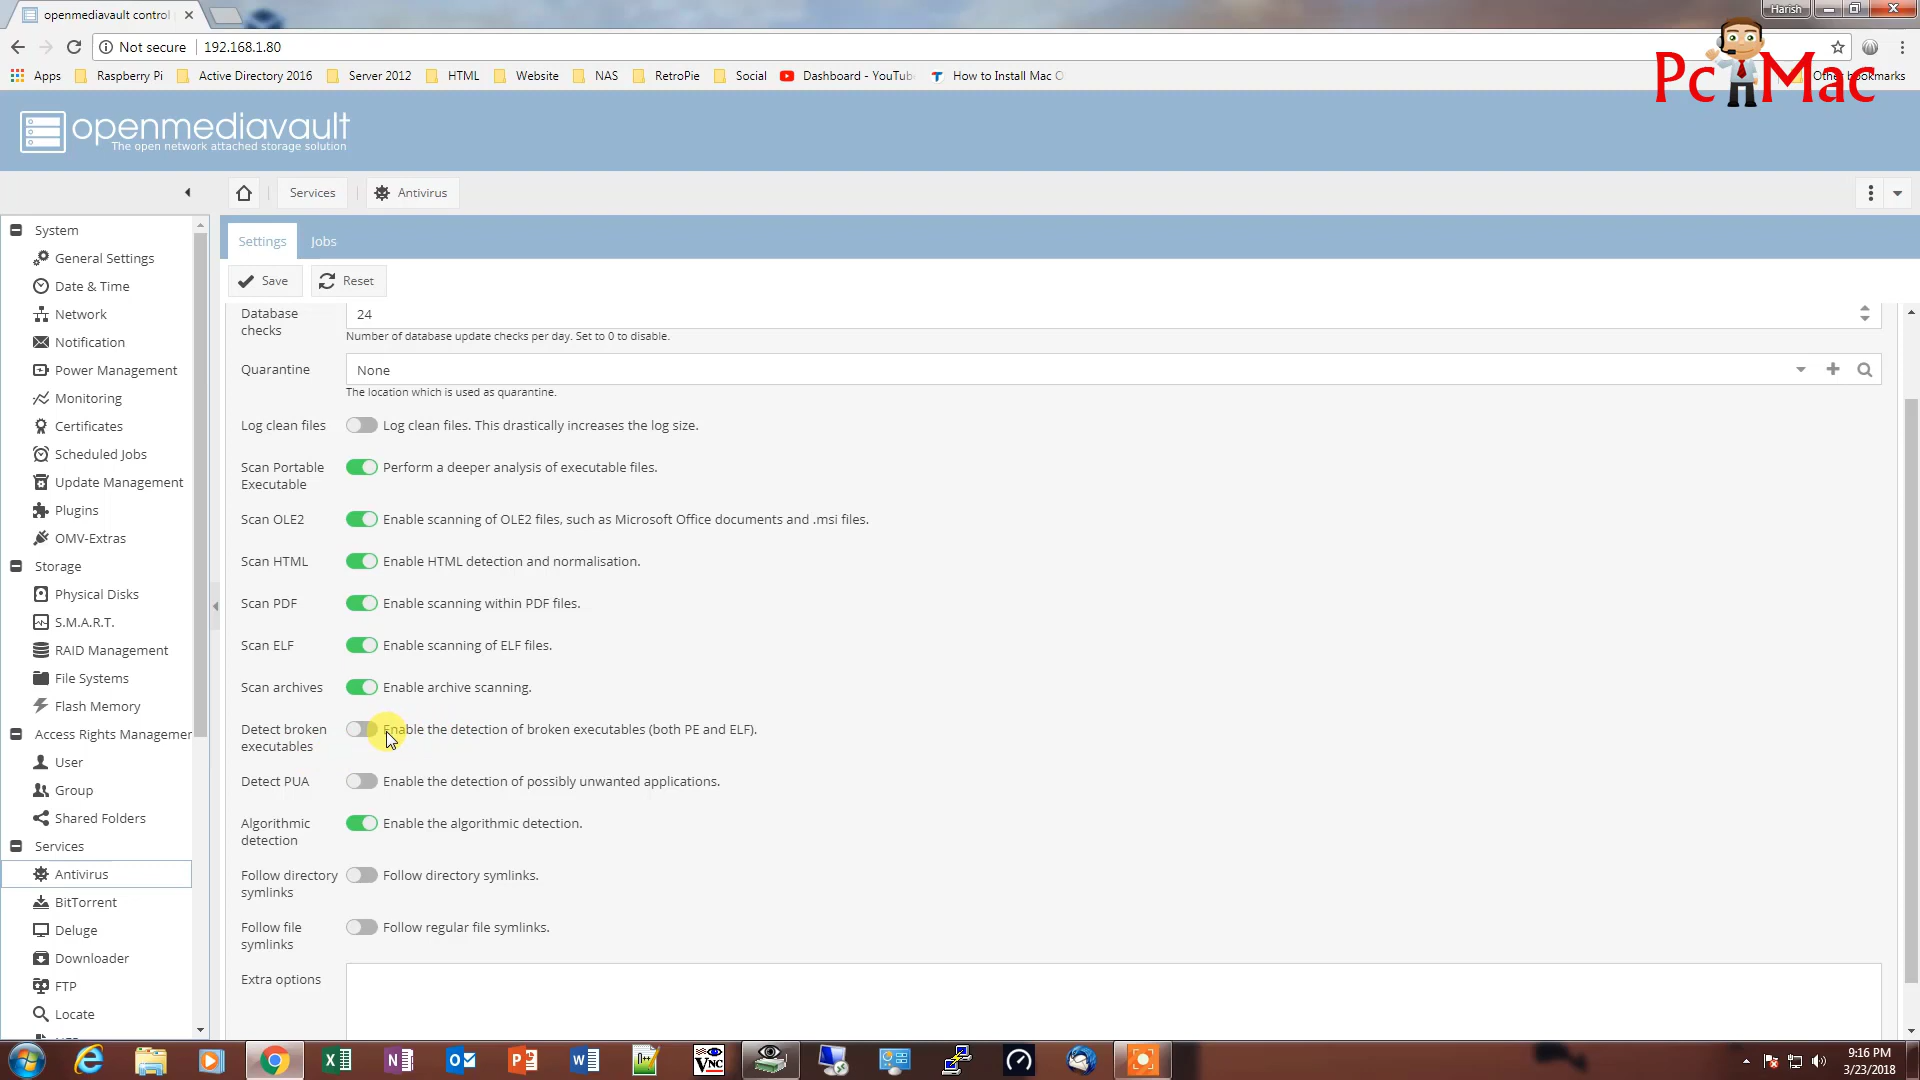 openmediavault control
Harish
Not secure 192.168.1.80
Apps Raspberry Pi Active Directory 2016 Server 2012 HTML Website NAS RetroPie Social Dashboard - YouTub How to Install Mac O Other bookmarks
Pc Mac
openmediavault
The open network attached storage solution
Services Antivirus
System
General Settings
Date & Time
Network
Notification
Power Management
Monitoring
Certificates
Scheduled Jobs
Update Management
Plugins
OMV-Extras
Storage
Physical Disks
S.M.A.R.T.
RAID Management
File Systems
Flash Memory
Access Rights Managemer
User
Group
Shared Folders
Services
Antivirus
BitTorrent
Deluge
Downloader
FTP
Locate
Settings Jobs
Save Reset
Database checks 24
Number of database update checks per day. Set to 0 to disable.
Quarantine None
The location which is used as quarantine.
Log clean files Log clean files. This drastically increases the log size.
Scan Portable Executable Perform a deeper analysis of executable files.
Scan OLE2 Enable scanning of OLE2 files, such as Microsoft Office documents and .msi files.
Scan HTML Enable HTML detection and normalisation.
Scan PDF Enable scanning within PDF files.
Scan ELF Enable scanning of ELF files.
Scan archives Enable archive scanning.
Detect broken executables Enable the detection of broken executables (both PE and ELF).
Detect PUA Enable the detection of possibly unwanted applications.
Algorithmic detection Enable the algorithmic detection.
Follow directory symlinks Follow directory symlinks.
Follow file symlinks Follow regular file symlinks.
Extra options
9:16 PM
3/23/2018